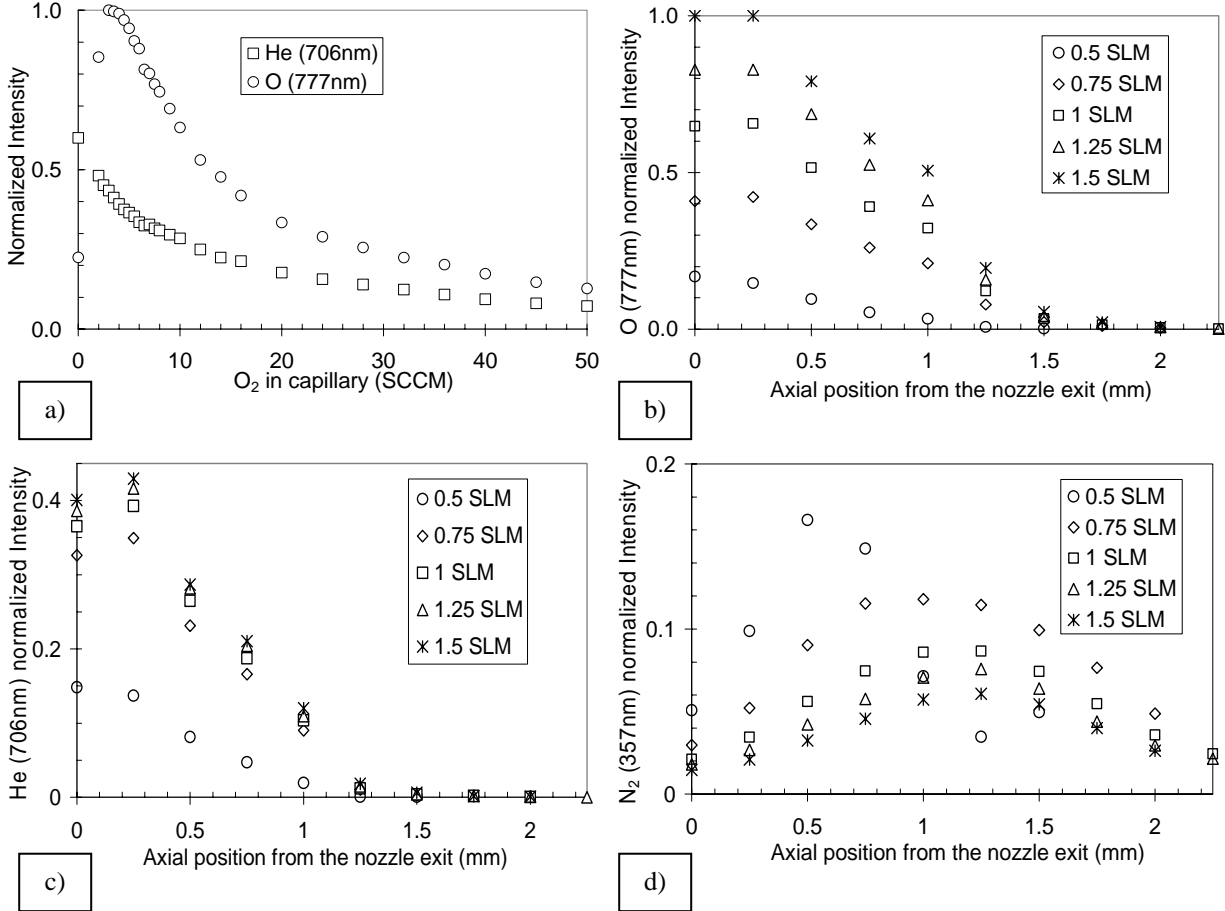 1.0
0.5
0.0
Normalized Intensity
He (706nm)
O (777nm)
0 10 20 30 40 50
O₂ in capillary (SCCM)
a)
1.0
0.5
0.0
O (777nm) normalized Intensity
0.5 SLM
0.75 SLM
1 SLM
1.25 SLM
1.5 SLM
0 0.5 1 1.5 2
Axial position from the nozzle exit (mm)
b)
0.4
0.2
0
He (706nm) normalized Intensity
0.5 SLM
0.75 SLM
1 SLM
1.25 SLM
1.5 SLM
0 0.5 1 1.5 2
Axial position from the nozzle exit (mm)
c)
0.2
0.1
0
N₂ (357nm) normalized Intensity
0.5 SLM
0.75 SLM
1 SLM
1.25 SLM
1.5 SLM
0 0.5 1 1.5 2
Axial position from the nozzle exit (mm)
d)